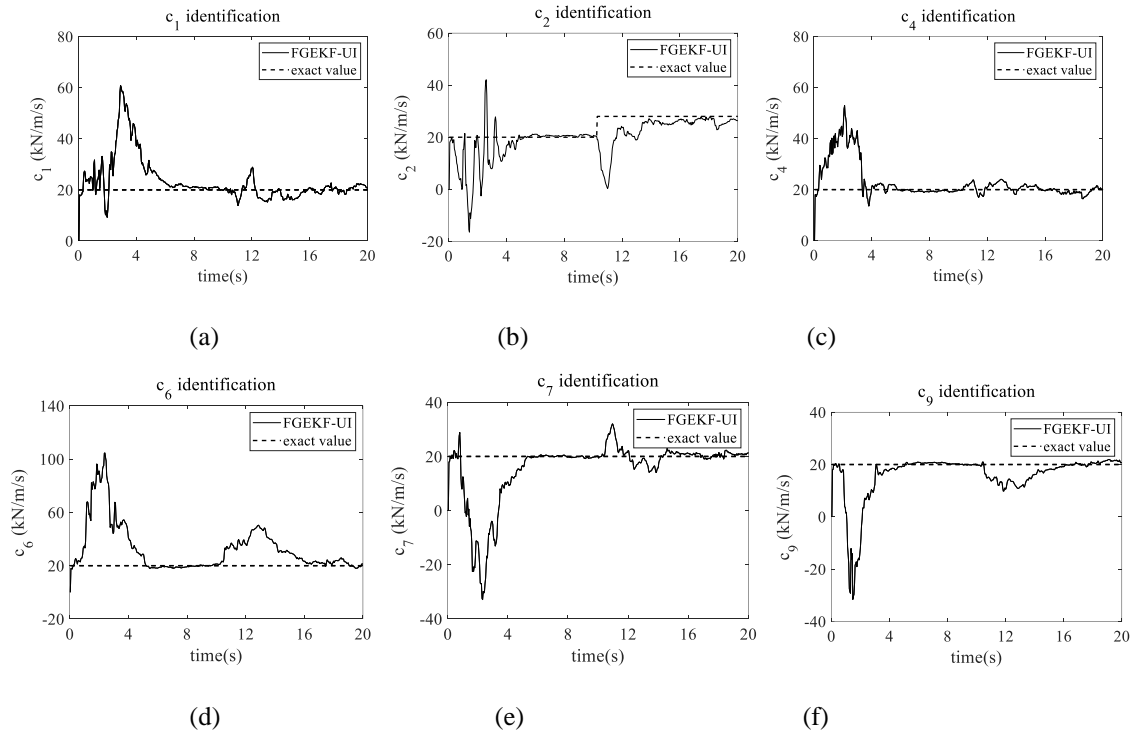 c1 identification
80
60
40
20
0
c1 (kN/m/s)
FGEKF-UI
exact value
0 4 8 12 16 20
time(s)
(a)
c2 identification
60
40
20
0
-20
c2 (kN/m/s)
FGEKF-UI
exact value
0 4 8 12 16 20
time(s)
(b)
c4 identification
80
60
40
20
0
c4 (kN/m/s)
FGEKF-UI
exact value
0 4 8 12 16 20
time(s)
(c)
c6 identification
140
100
60
20
-20
c6 (kN/m/s)
FGEKF-UI
exact value
0 4 8 12 16 20
time(s)
(d)
c7 identification
40
20
0
-20
-40
c7 (kN/m/s)
FGEKF-UI
exact value
0 4 8 12 16 20
time(s)
(e)
c9 identification
40
20
0
-20
-40
c9 (kN/m/s)
FGEKF-UI
exact value
0 4 8 12 16 20
time(s)
(f)